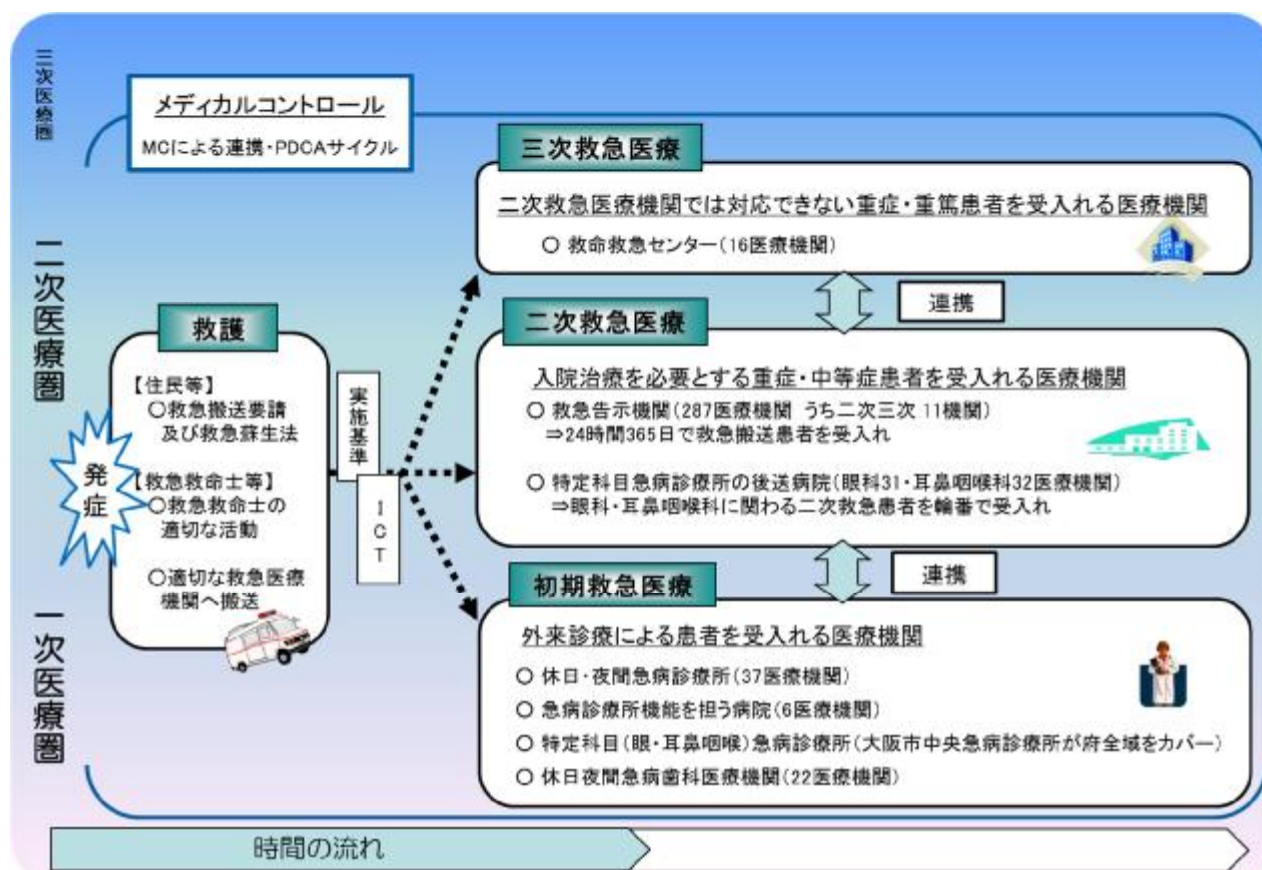 三次医療圏
メディカルコントロール
MCによる連携・PDCAサイクル
三次救急医療
二次救急医療機関では対応できない重症・重篤患者を受入れる医療機関
○ 救命救急センター(16医療機関)
連携
二次医療圏
救護
【住民等】
○救急搬送要請
及び救急蘇生法
【救急救命士等】
○救急救命士の
適切な活動
○適切な救急医療
機関へ搬送
発症
実施基準
ICT
二次救急医療
入院治療を必要とする重症・中等症患者を受入れる医療機関
○ 救急告示機関(287医療機関 うち二次三次 11機関)
⇒24時間365日で救急搬送患者を受入れ
○ 特定科目急病診療所の後送病院(眼科31・耳鼻咽喉科32医療機関)
⇒眼科・耳鼻咽喉科に関わる二次救急患者を輪番で受入れ
連携
一次医療圏
初期救急医療
外来診療による患者を受入れる医療機関
○ 休日・夜間急病診療所(37医療機関)
○ 急病診療所機能を担う病院(6医療機関)
○ 特定科目(眼・耳鼻咽喉)急病診療所(大阪市中央急病診療所が府全域をカバー)
○ 休日夜間急病歯科医療機関(22医療機関)
時間の流れ